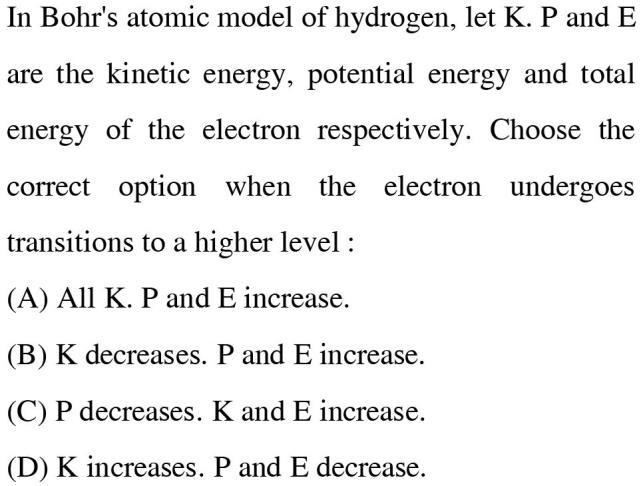 In Bohr's atomic model of hydrogen, let K. P and E
are the kinetic energy, potential energy and total
energy of the electron respectively. Choose the
correct option when the electron undergoes
transitions to a higher level :
(A) All K. P and E increase.
(B) K decreases. P and E increase.
(C) P decreases. K and E increase.
(D) K increases. P and E decrease.